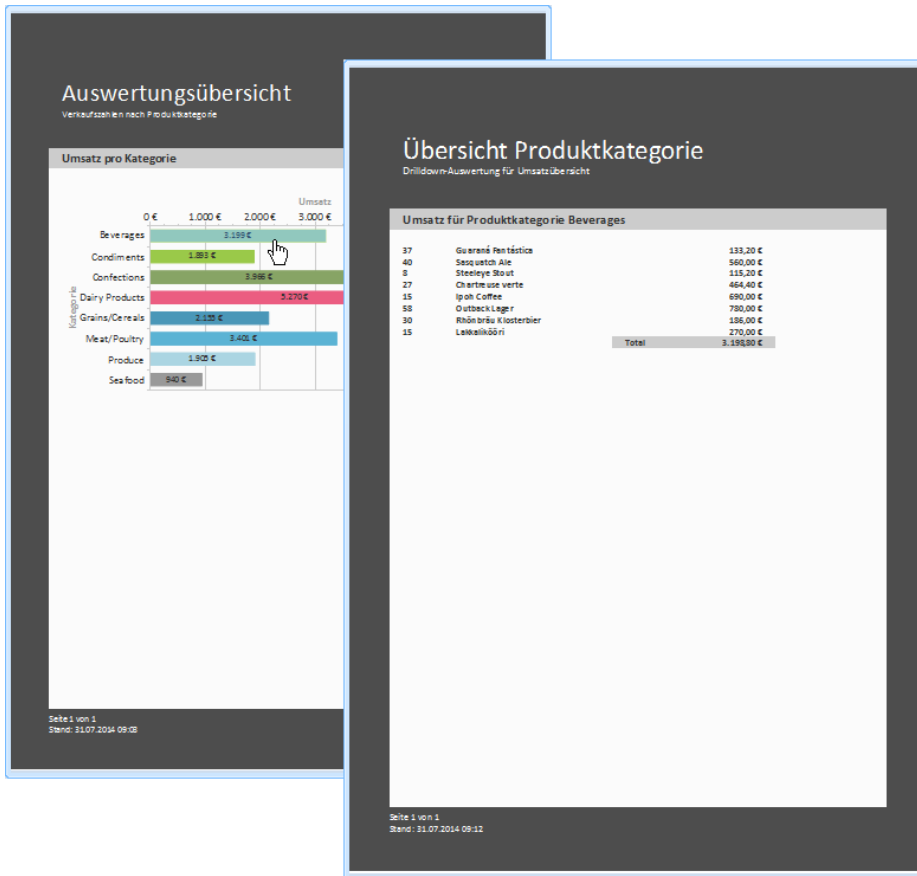 Auswertungsübersicht
Verkaufszahlen nach Produktkategorie
Umsatz pro Kategorie
Umsatz
0 € 1.000 € 2.000 € 3.000 €
Kategorie
Beverages 3.199 €
Condiments 1.893 €
Confections 3.966 €
Dairy Products 5.270 €
Grains/Cereals 2.155 €
Meat/Poultry 3.401 €
Produce 1.905 €
Seafood 940 €
Seite 1 von 1
Stand: 31.07.2014 09:08
Übersicht Produktkategorie
Drilldown-Auswertung für Umsatzübersicht
Umsatz für Produktkategorie Beverages
37 Guaraná Fantástica 133,20 €
40 Sasquatch Ale 560,00 €
8 Steeleye Stout 115,20 €
27 Chartreuse verte 464,40 €
15 Ipoh Coffee 690,00 €
58 Outback Lager 780,00 €
30 Rhönbräu Klosterbier 186,00 €
15 Lakkalikööri 270,00 €
Total 3.198,80 €
Seite 1 von 1
Stand: 31.07.2014 09:12